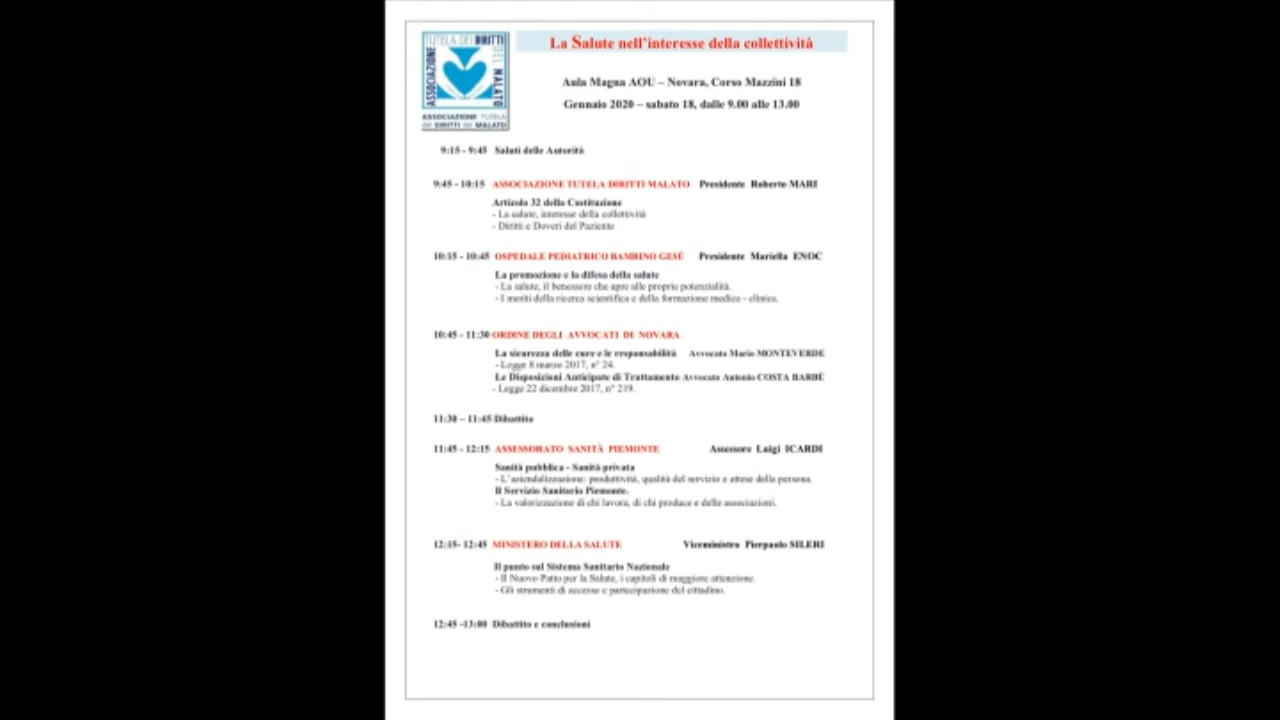 TUTELA DEI DIRITTI
DEL MALATO
ASSOCIAZIONE
ASSOCIAZIONE TUTELA
dei DIRITTI del MALATO
La Salute nell'interesse della collettività
Aula Magna AOU – Novara, Corso Mazzini 18
Gennaio 2020 – sabato 18, dalle 9.00 alle 13.00
9:15 - 9:45 Saluti delle Autorità
9:45 - 10:15 ASSOCIAZIONE TUTELA DIRITTI MALATO Presidente Roberto MARI
Articolo 32 della Costituzione
- La salute, interesse della collettività
- Diritti e Doveri del Paziente
10:15 - 10:45 OSPEDALE PEDIATRICO BAMBINO GESÙ Presidente Mariella ENOC
La promozione e la difesa della salute
- La salute, il benessere che apre alle proprie potenzialità.
- I meriti della ricerca scientifica e della formazione medica - clinica.
10:45 - 11:30 ORDINE DEGLI AVVOCATI DI NOVARA
La sicurezza delle cure e le responsabilità Avvocato Mario MONTEVERDE
- Legge 8 marzo 2017, n° 24.
Le Disposizioni Anticipate di Trattamento Avvocato Antonio COSTA BARBÈ
- Legge 22 dicembre 2017, n° 219.
11:30 – 11:45 Dibattito
11:45 - 12:15 ASSESSORATO SANITÀ PIEMONTE Assessore Luigi ICARDI
Sanità pubblica - Sanità privata
- L'aziendalizzazione: produttività, qualità del servizio e attese della persona.
Il Servizio Sanitario Piemonte.
- La valorizzazione di chi lavora, di chi produce e delle associazioni.
12:15- 12:45 MINISTERO DELLA SALUTE Viceministro Pierpaolo SILERI
Il punto sul Sistema Sanitario Nazionale
- Il Nuovo Patto per la Salute, i capitoli di maggiore attenzione.
- Gli strumenti di accesso e partecipazione del cittadino.
12:45 -13:00 Dibattito e conclusioni